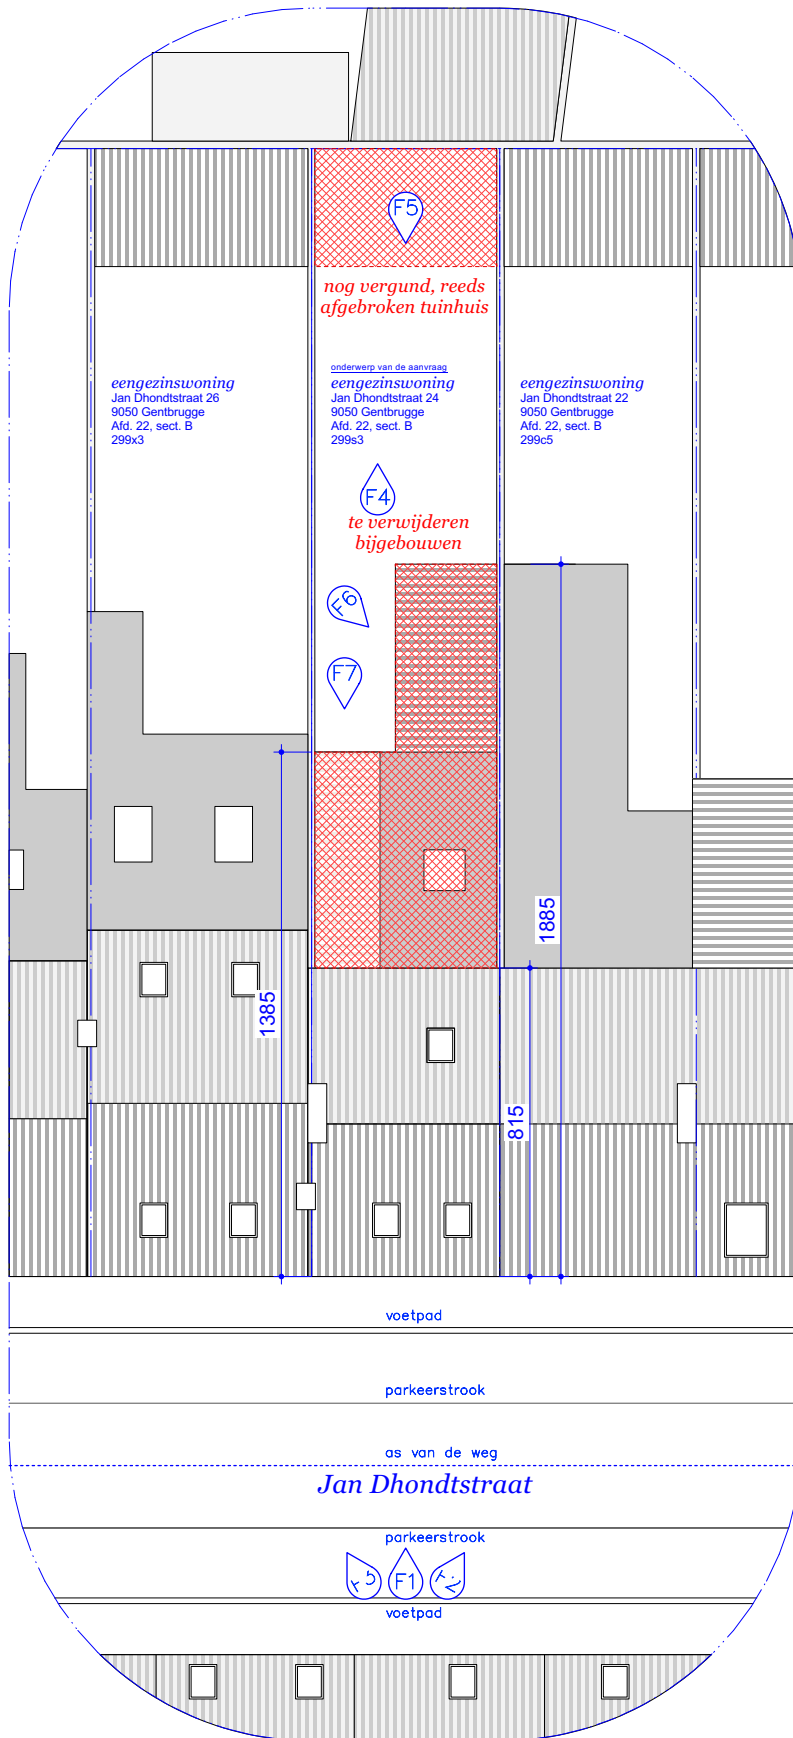 F5
nog vergund, reeds
afgebroken tuinhuis
eengezinswoning
Jan Dhondtstraat 26
9050 Gentbrugge
Afd. 22, sect. B
299x3
onderwerp van de aanvraag
eengezinswoning
Jan Dhondtstraat 24
9050 Gentbrugge
Afd. 22, sect. B
299s3
eengezinswoning
Jan Dhondtstraat 22
9050 Gentbrugge
Afd. 22, sect. B
299c5
F4
te verwijderen
bijgebouwen
F6
F7
1885
1385
815
voetpad
parkeerstrook
as van de weg
Jan Dhondtstraat
parkeerstrook
F1
voetpad